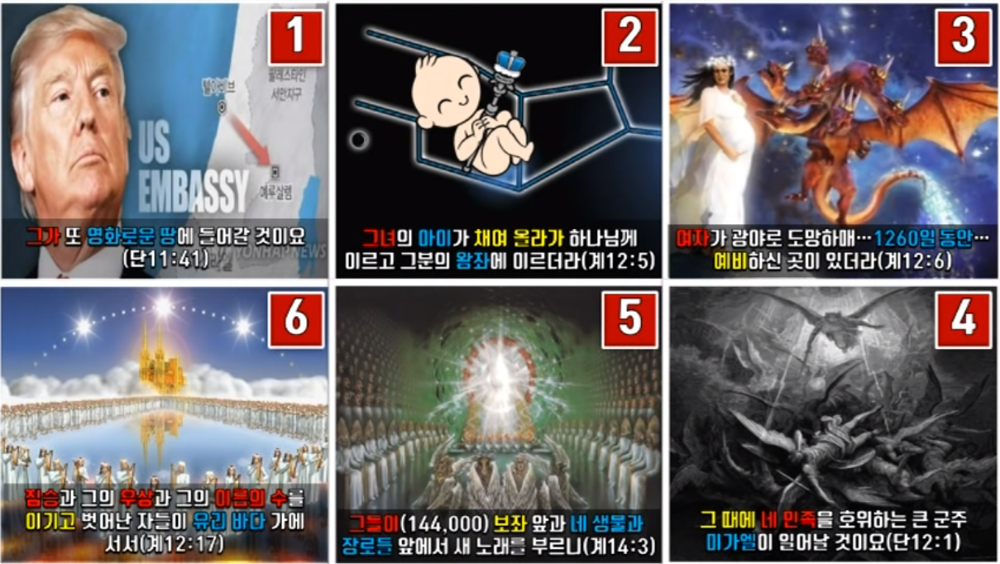 1
텔아비브
팔레스타인
서안지구
US
EMBASSY
예루살렘
YONHAP NEWS
그가 또 영화로운 땅에 들어갈 것이요
(단11:41)
2
그녀의 아이가 채여 올라가 하나님께
이르고 그분의 왕좌에 이르더라(계12:5)
3
여자가 광야로 도망하매…1260일 동안…
예비하신 곳이 있더라(계12:6)
6
짐승과 그의 우상과 그의 이름의 수를
이기고 벗어난 자들이 유리 바다 가에
서서(계12:17)
5
그들이(144,000) 보좌 앞과 네 생물과
장로들 앞에서 새 노래를 부르니(계14:3)
4
그 때에 네 민족을 호위하는 큰 군주
미가엘이 일어날 것이요(단12:1)